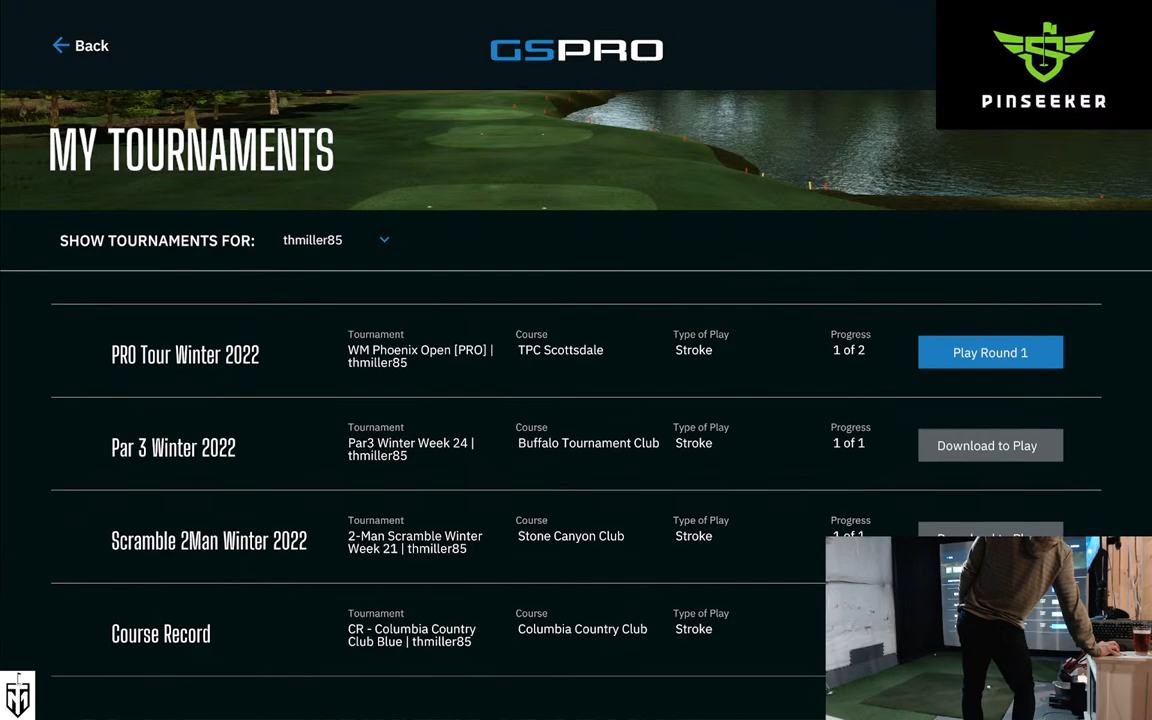 Back
GSPRO
PINSEEKER
MY TOURNAMENTS
SHOW TOURNAMENTS FOR: thmiller85
PRO Tour Winter 2022
Tournament
WM Phoenix Open [PRO] |
thmiller85
Course
TPC Scottsdale
Type of Play
Stroke
Progress
1 of 2
Play Round 1
Par 3 Winter 2022
Tournament
Par3 Winter Week 24 |
thmiller85
Course
Buffalo Tournament Club
Type of Play
Stroke
Progress
1 of 1
Download to Play
Scramble 2Man Winter 2022
Tournament
2-Man Scramble Winter
Week 21 | thmiller85
Course
Stone Canyon Club
Type of Play
Stroke
Progress
Course Record
Tournament
CR - Columbia Country
Club Blue | thmiller85
Course
Columbia Country Club
Type of Play
Stroke